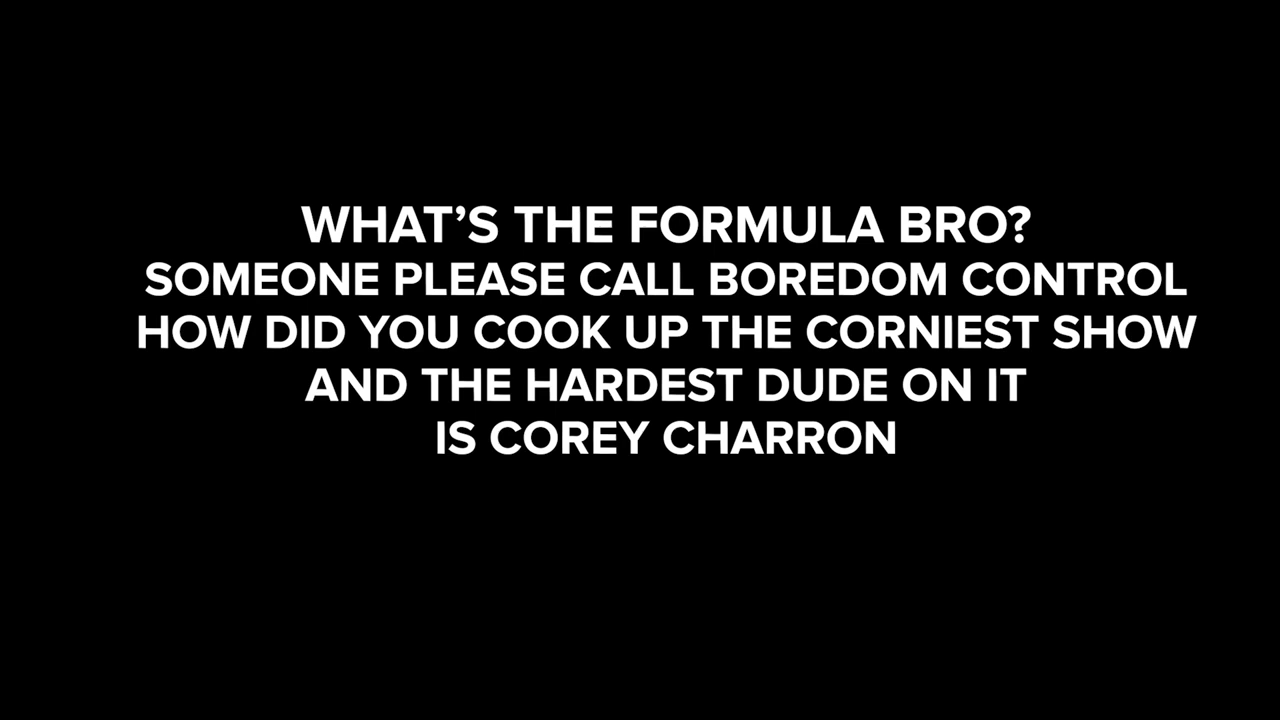 WHAT’S THE FORMULA BRO?
SOMEONE PLEASE CALL BOREDOM CONTROL
HOW DID YOU COOK UP THE CORNIEST SHOW
AND THE HARDEST DUDE ON IT
IS COREY CHARRON